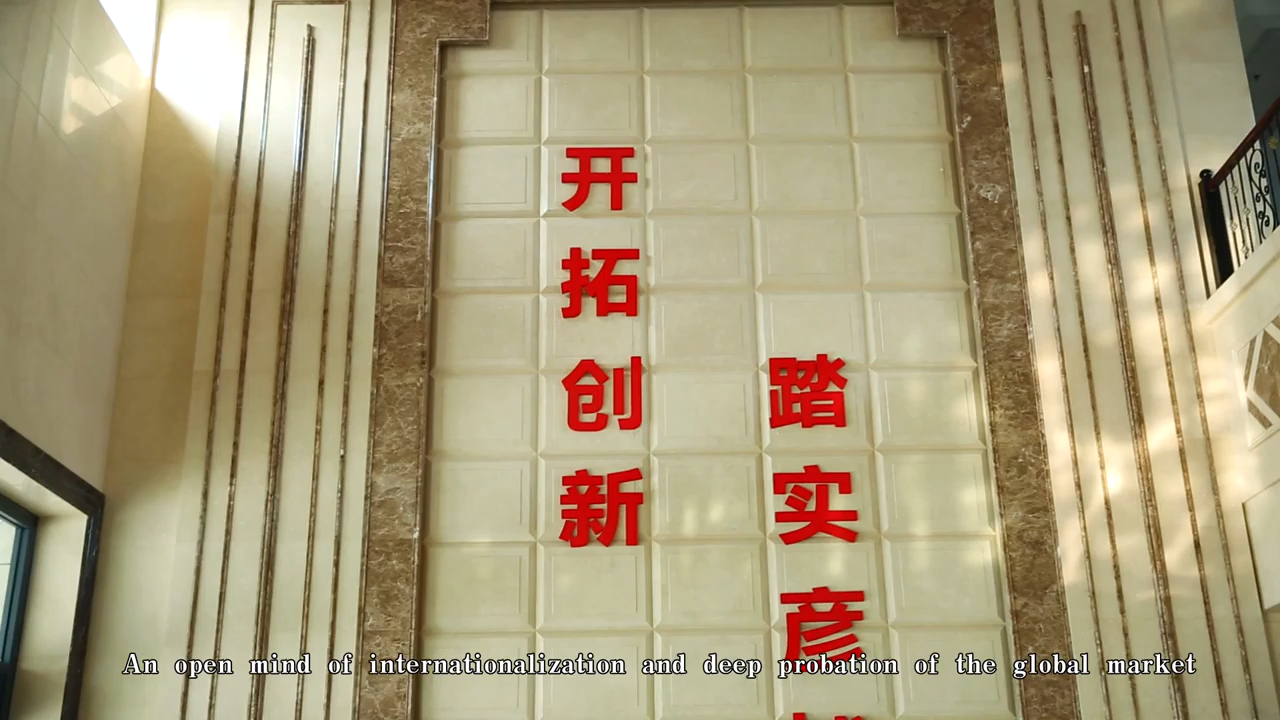 开拓创新
踏实彦
An open mind of internationalization and deep probation of the global market